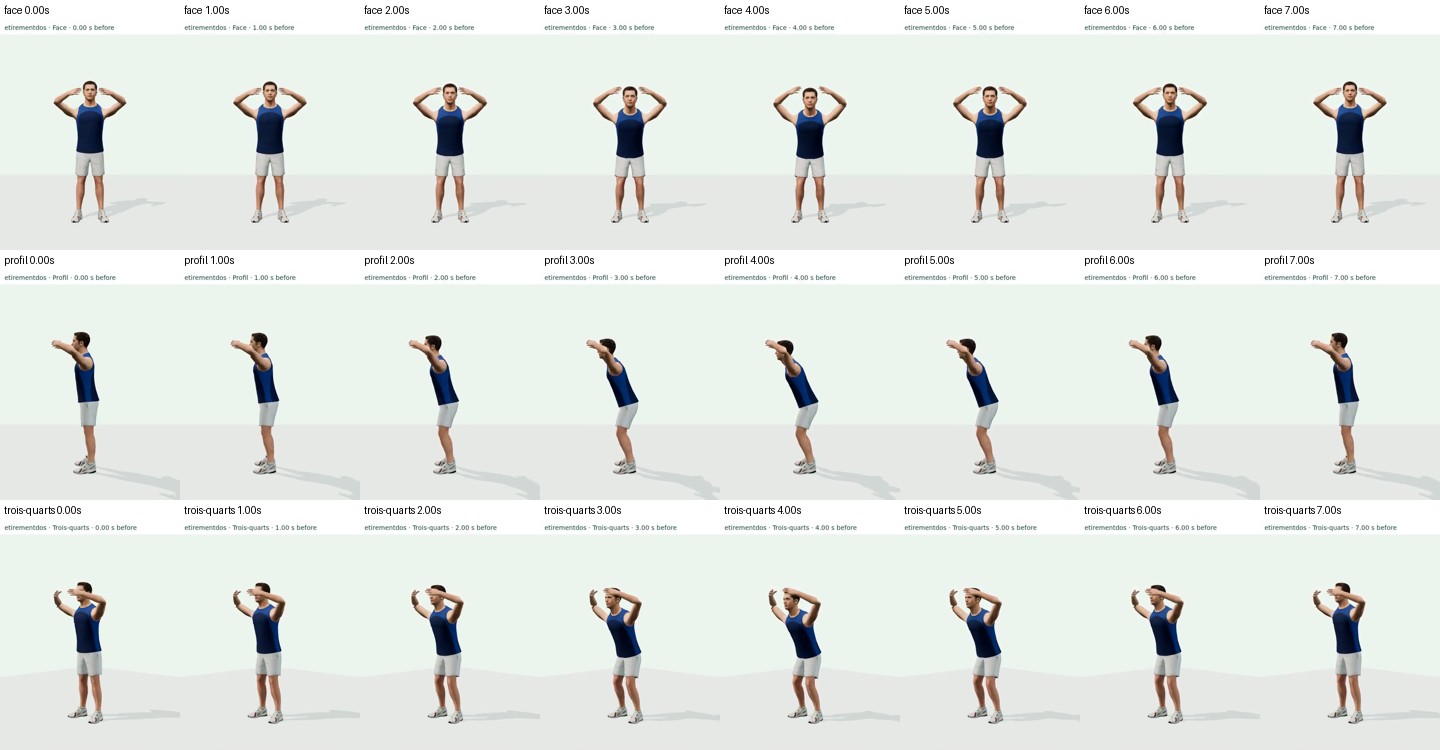 face 0.00s face 1.00s face 2.00s face 3.00s face 4.00s face 5.00s face 6.00s face 7.00s
etirementdos · Face · 0.00 s before etirementdos · Face · 1.00 s before etirementdos · Face · 2.00 s before etirementdos · Face · 3.00 s before etirementdos · Face · 4.00 s before etirementdos · Face · 5.00 s before etirementdos · Face · 6.00 s before etirementdos · Face · 7.00 s before
profil 0.00s profil 1.00s profil 2.00s profil 3.00s profil 4.00s profil 5.00s profil 6.00s profil 7.00s
etirementdos · Profil · 0.00 s before etirementdos · Profil · 1.00 s before etirementdos · Profil · 2.00 s before etirementdos · Profil · 3.00 s before etirementdos · Profil · 4.00 s before etirementdos · Profil · 5.00 s before etirementdos · Profil · 6.00 s before etirementdos · Profil · 7.00 s before
trois-quarts 0.00s trois-quarts 1.00s trois-quarts 2.00s trois-quarts 3.00s trois-quarts 4.00s trois-quarts 5.00s trois-quarts 6.00s trois-quarts 7.00s
etirementdos · Trois-quarts · 0.00 s before etirementdos · Trois-quarts · 1.00 s before etirementdos · Trois-quarts · 2.00 s before etirementdos · Trois-quarts · 3.00 s before etirementdos · Trois-quarts · 4.00 s before etirementdos · Trois-quarts · 5.00 s before etirementdos · Trois-quarts · 6.00 s before etirementdos · Trois-quarts · 7.00 s before